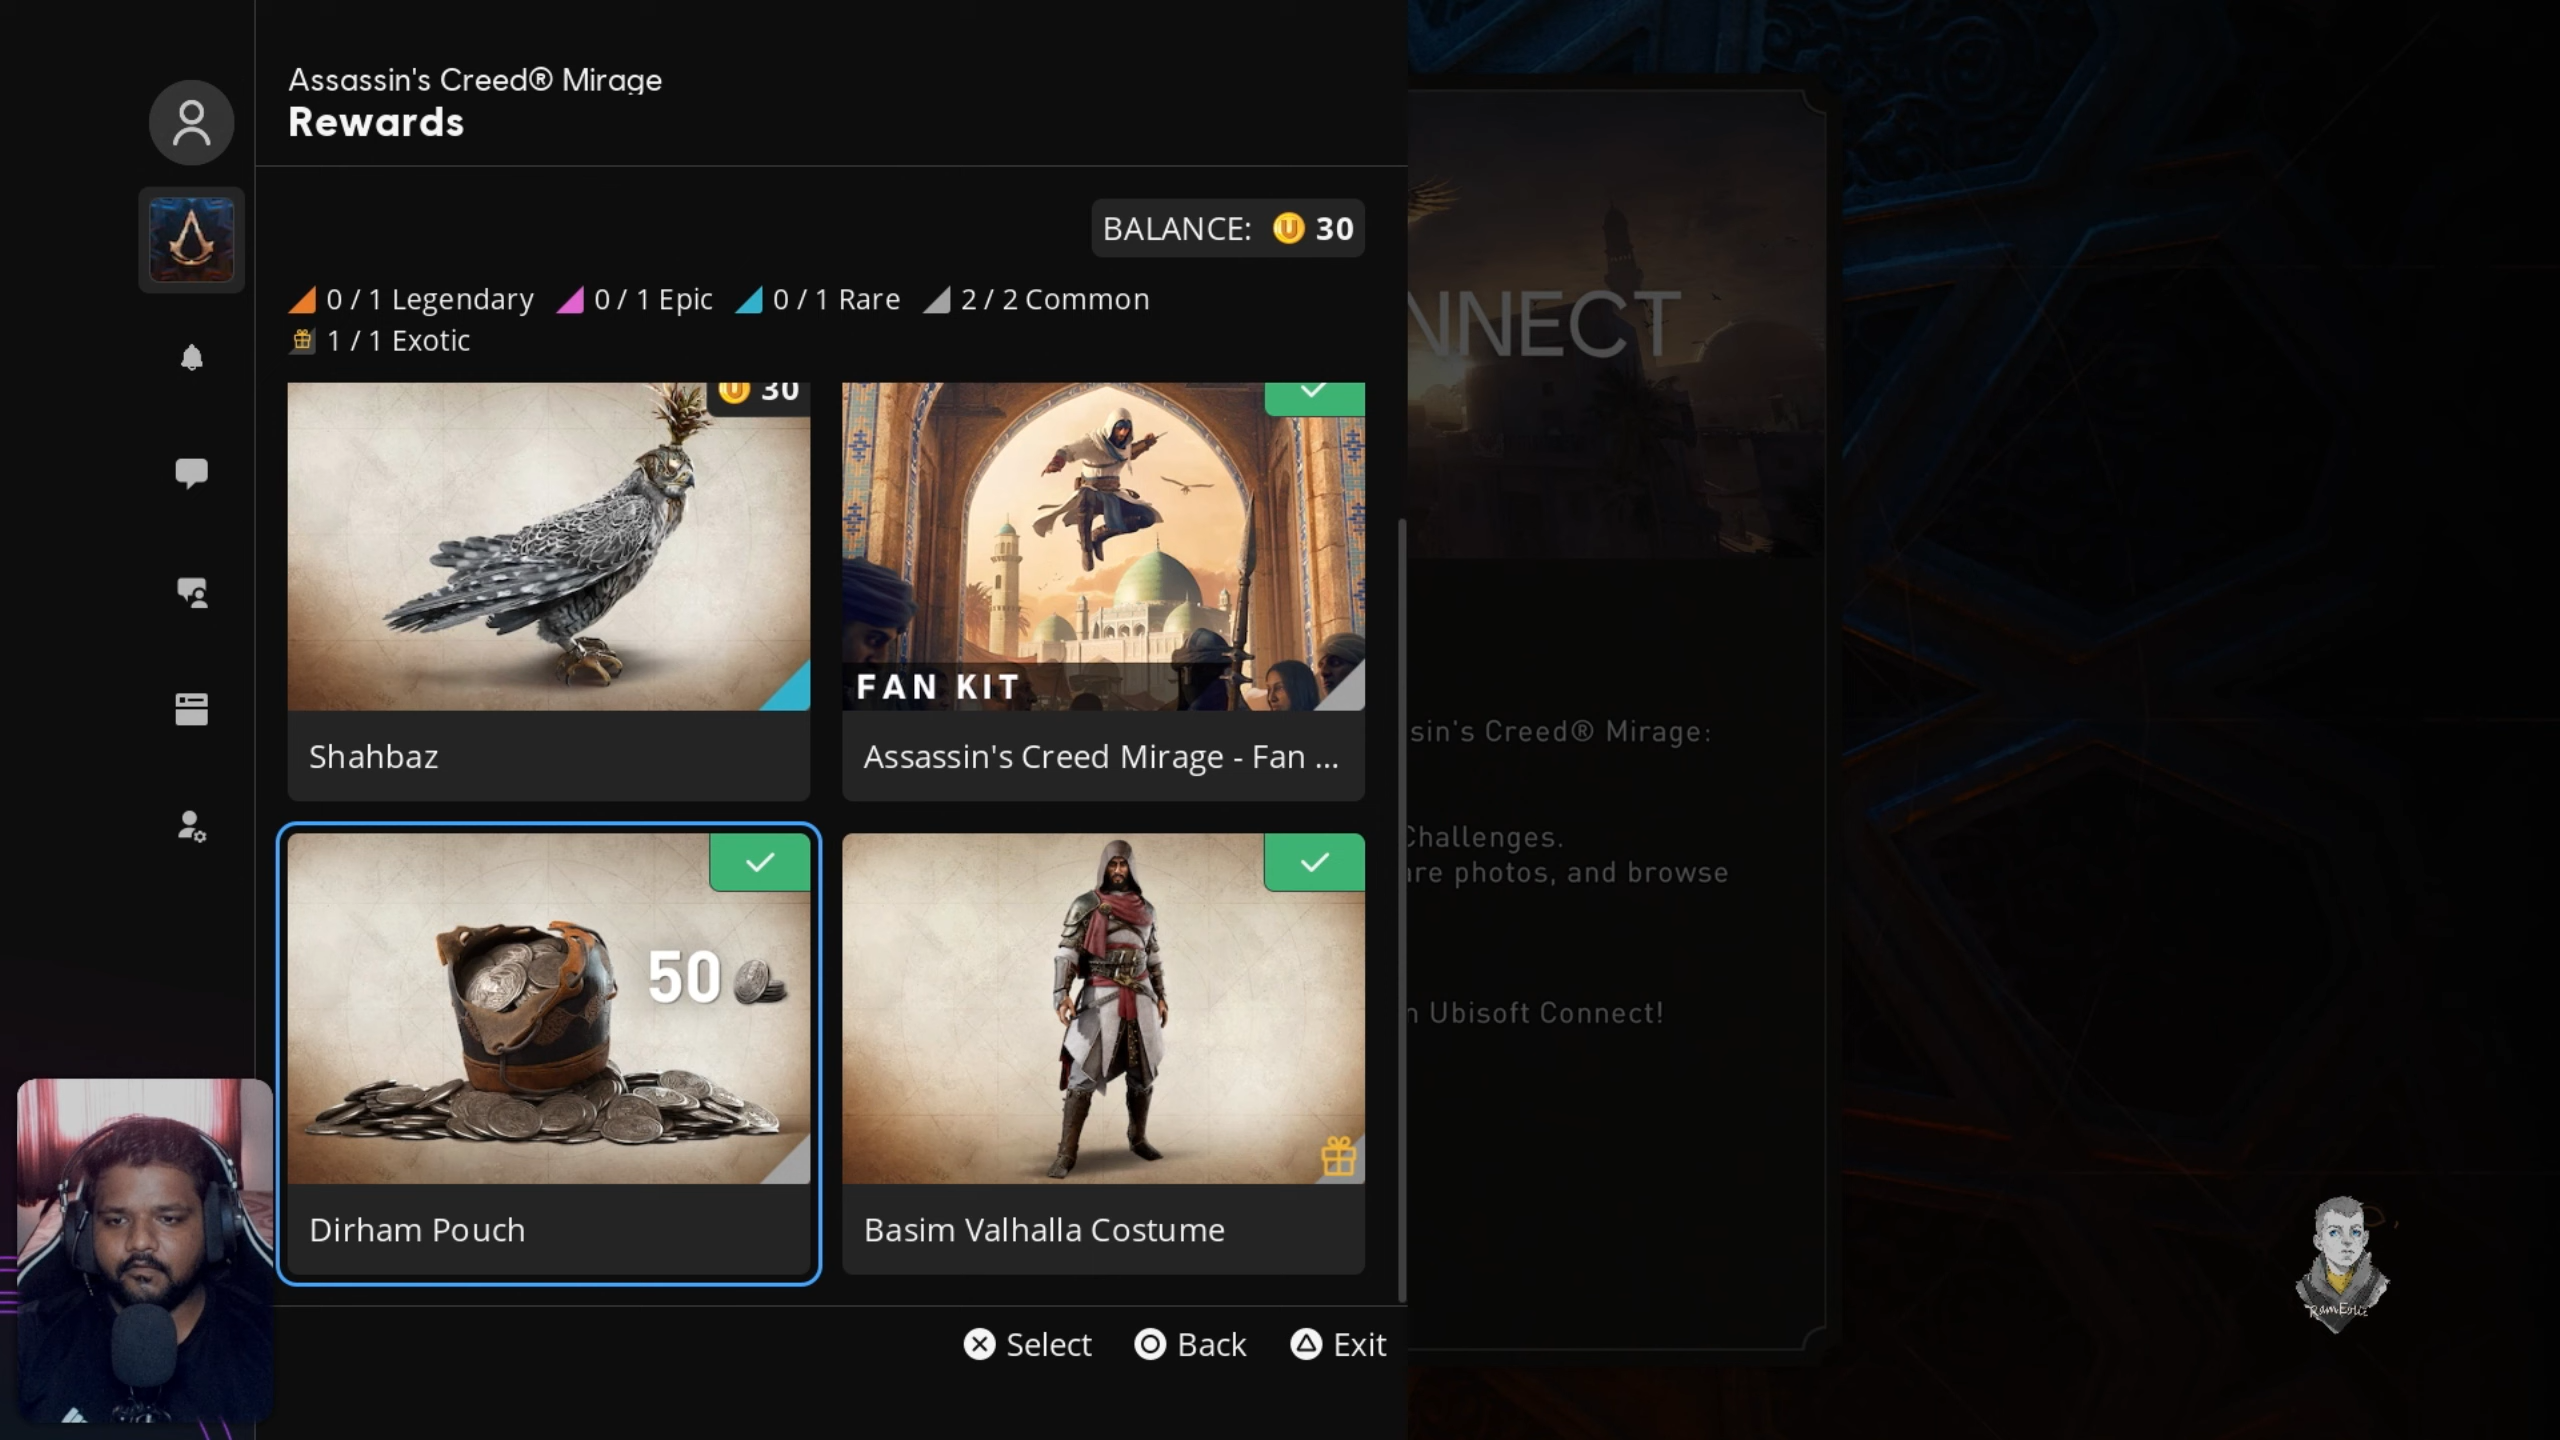 Assassin's Creed® Mirage
Rewards
BALANCE: 30
0 / 1 Legendary 0 / 1 Epic 0 / 1 Rare 2 / 2 Common
1 / 1 Exotic
30
FAN KIT
Shahbaz
Assassin's Creed Mirage - Fan ...
50
Dirham Pouch
Basim Valhalla Costume
Select Back Exit
NNECT
sin's Creed® Mirage:
Challenges.
are photos, and browse
n Ubisoft Connect!
RamEolic